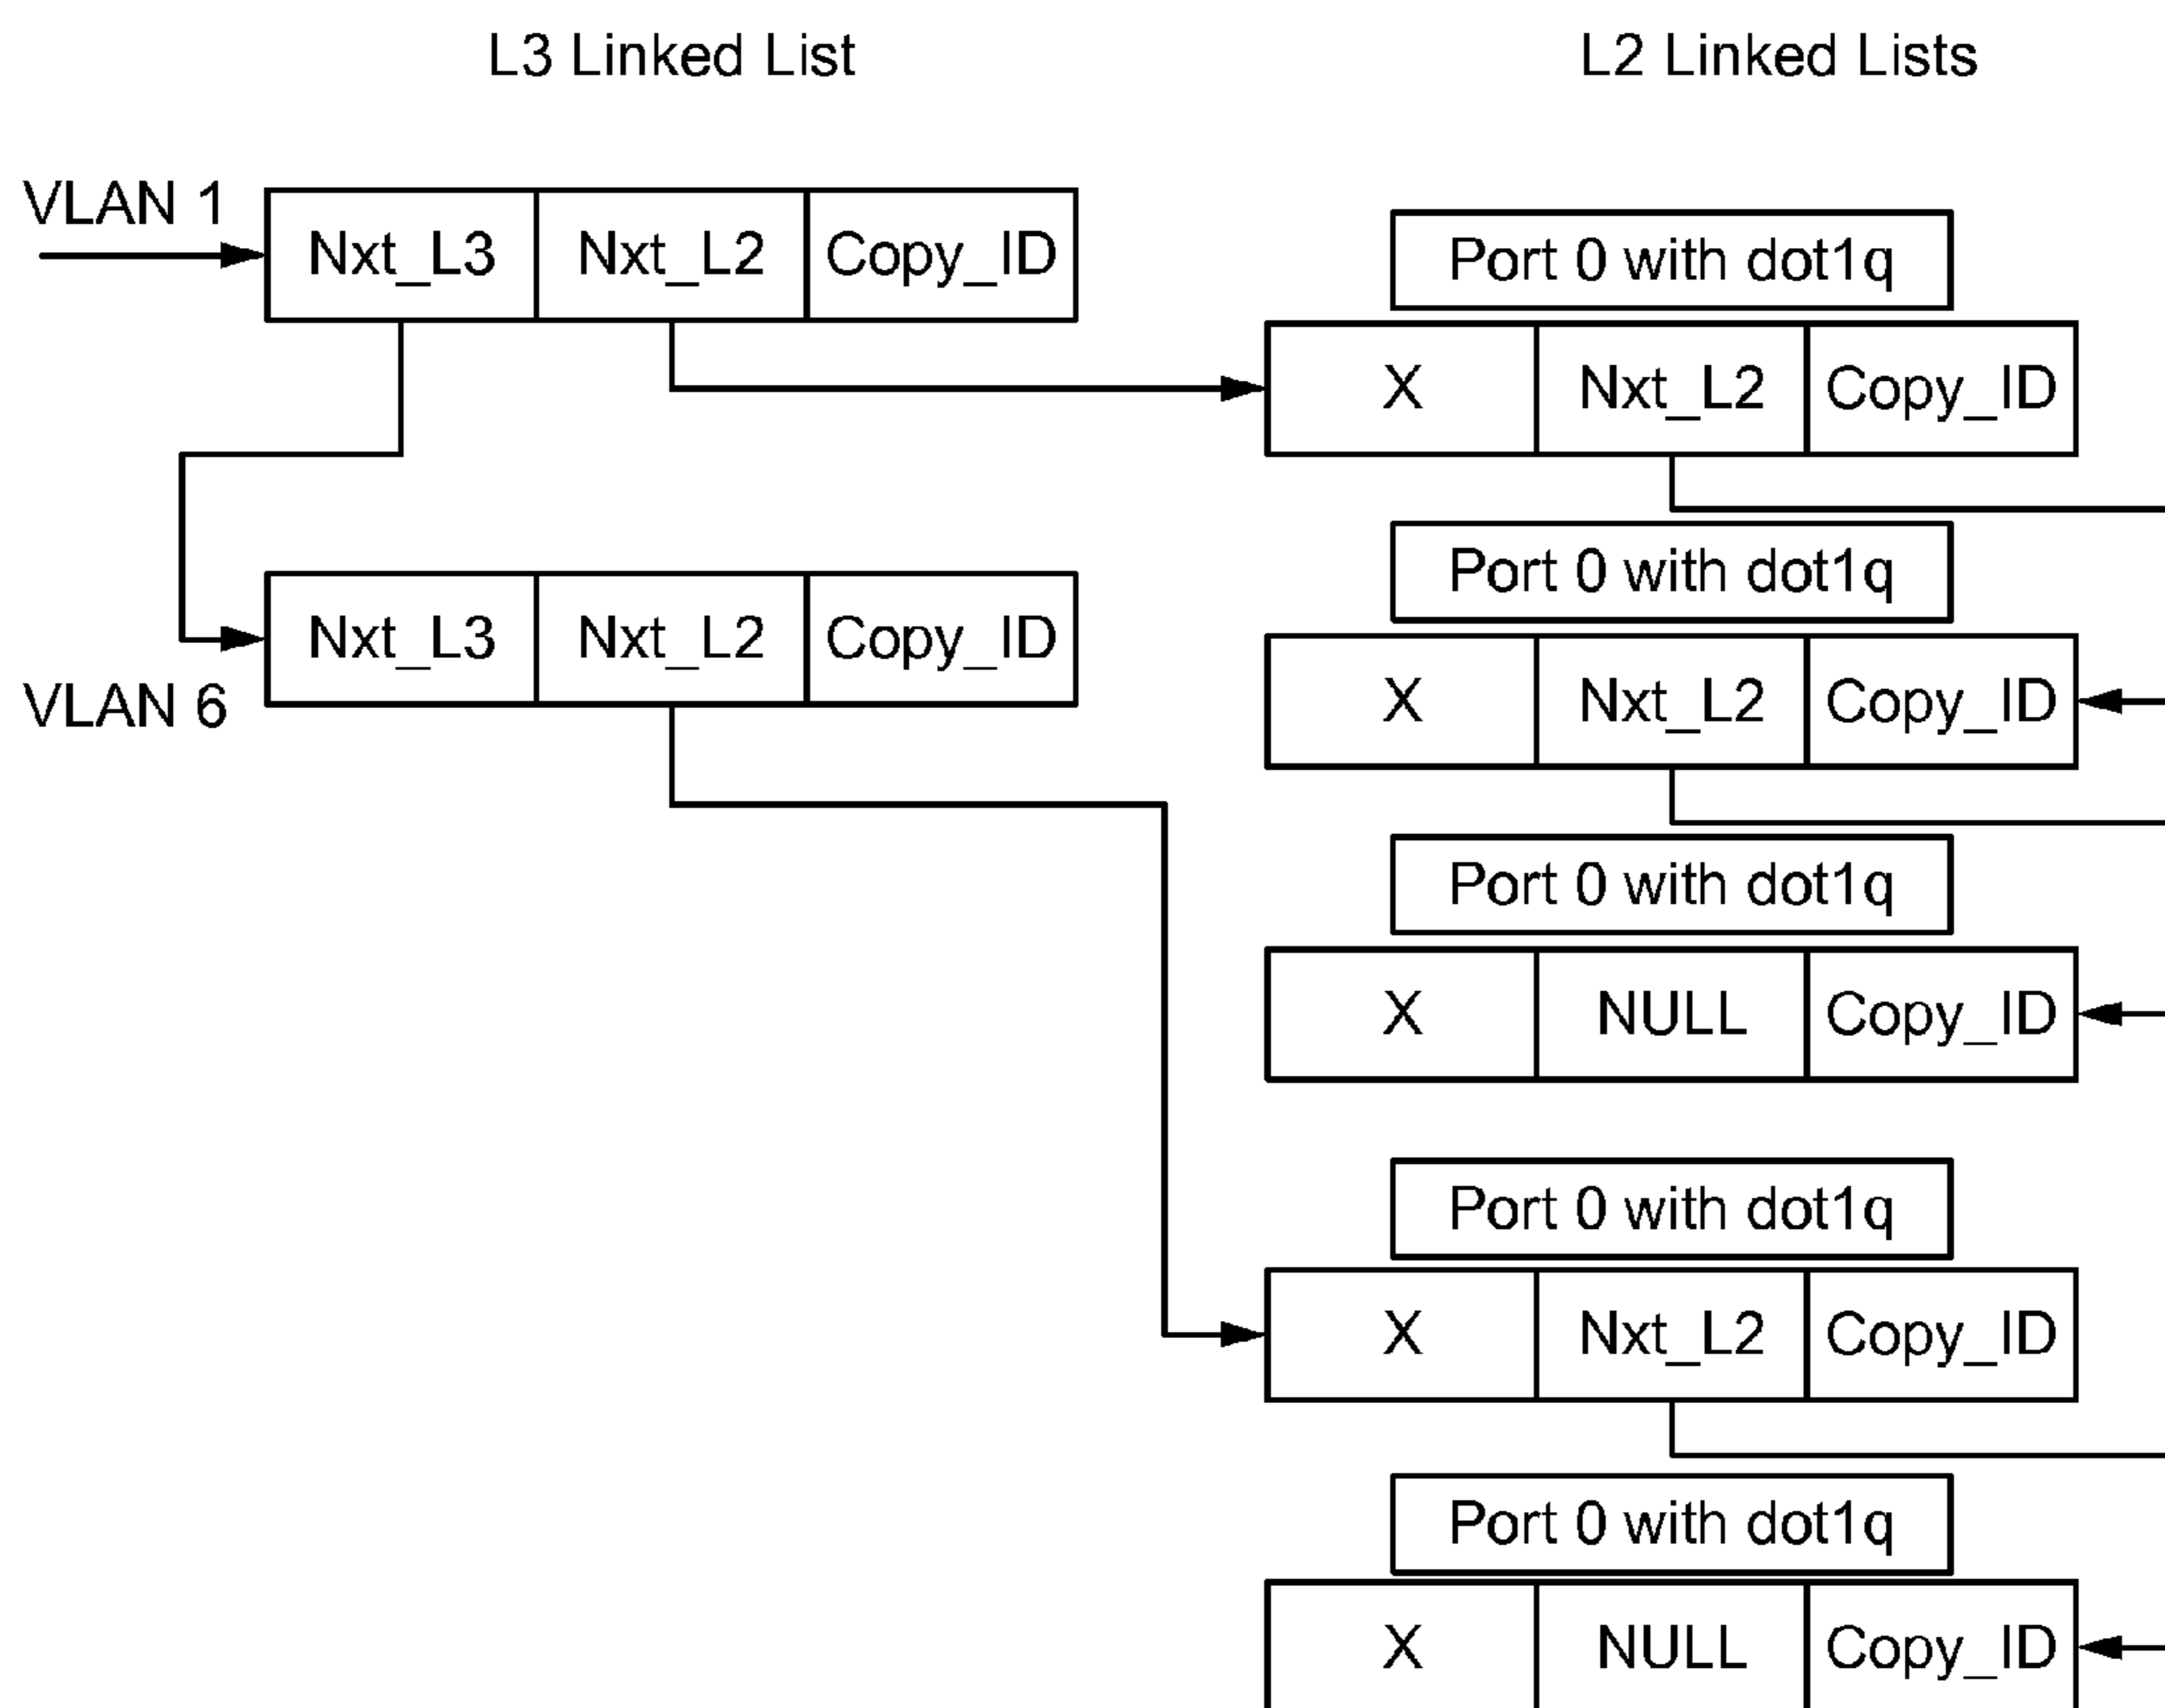 L3 Linked List
L2 Linked Lists
VLAN 1
Nxt_L3 Nxt_L2 Copy_ID
Port 0 with dot1q
X Nxt_L2 Copy_ID
Port 0 with dot1q
Nxt_L3 Nxt_L2 Copy_ID
VLAN 6
X Nxt_L2 Copy_ID
Port 0 with dot1q
X NULL Copy_ID
Port 0 with dot1q
X Nxt_L2 Copy_ID
Port 0 with dot1q
X NULL Copy_ID